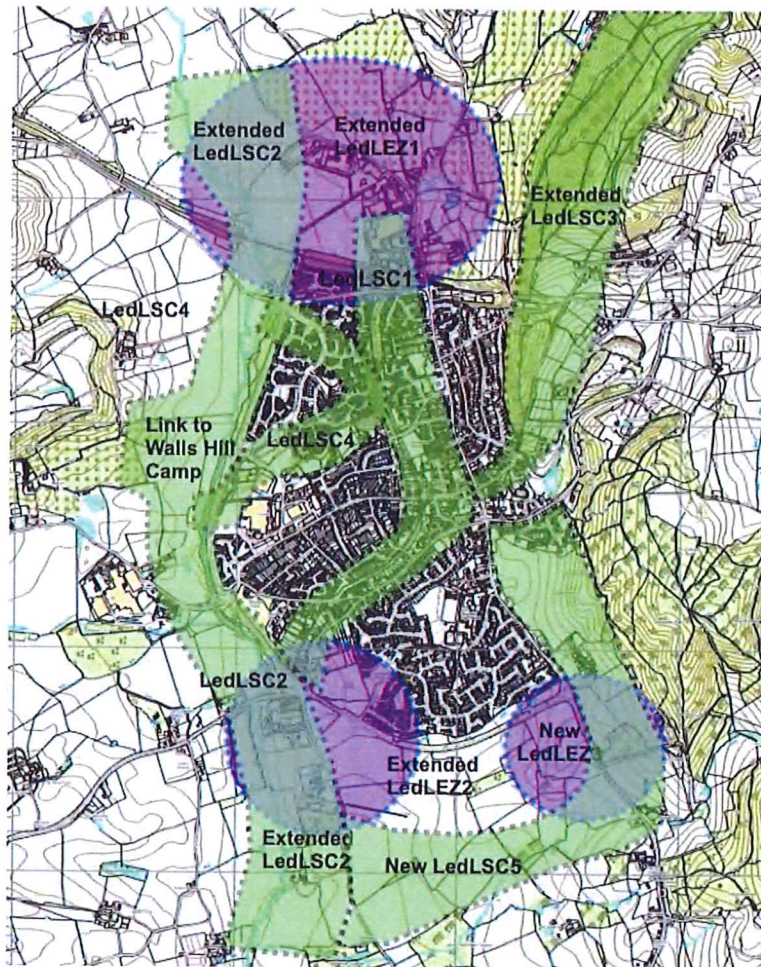 Extended
LedLSC2
Extended
LedLEZ1
Extended
LedLSC3
LedLSC1
LedLSC4
Link to
Walls Hill
Camp
LedLSC4
LedLSC2
New
LedLEZ
Extended
LedLEZ2
Extended
LedLSC2
New LedLSC5